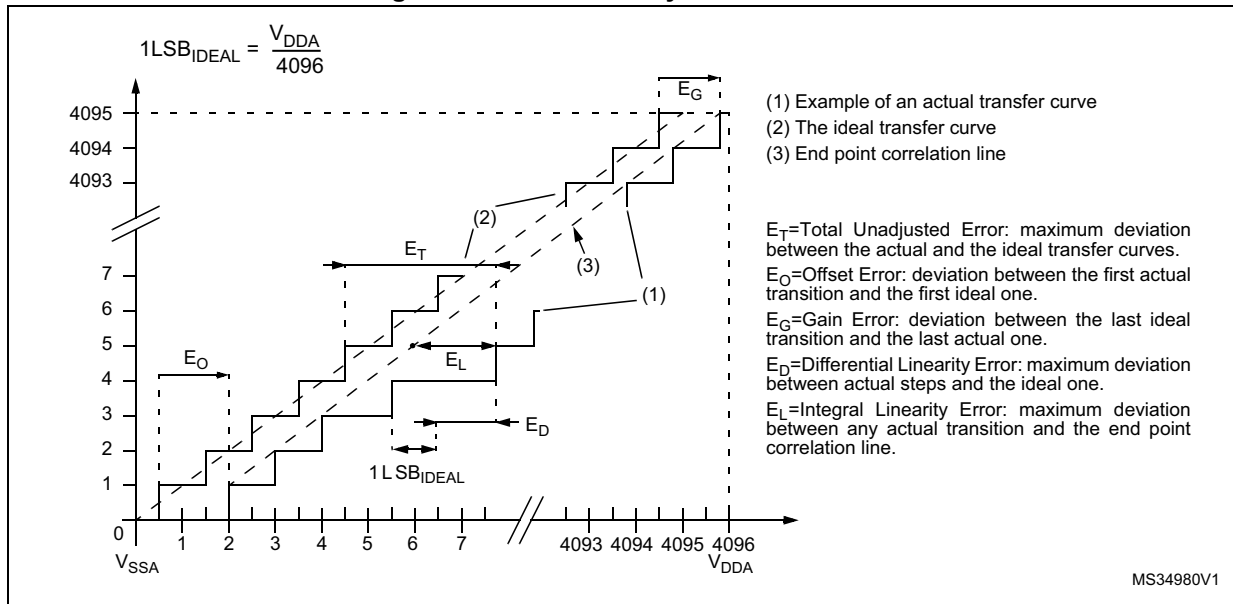 1LSB_IDEAL = V_DDA / 4096
E_G
4095
4094
4093
(1) Example of an actual transfer curve
(2) The ideal transfer curve
(3) End point correlation line
(2)
E_T
(3)
(1)
7
6
5
4
3
2
1
0
E_O
E_L
E_D
1 LSB_IDEAL
E_T=Total Unadjusted Error: maximum deviation
between the actual and the ideal transfer curves.
E_O=Offset Error: deviation between the first actual
transition and the first ideal one.
E_G=Gain Error: deviation between the last ideal
transition and the last actual one.
E_D=Differential Linearity Error: maximum deviation
between actual steps and the ideal one.
E_L=Integral Linearity Error: maximum deviation
between any actual transition and the end point
correlation line.
1 2 3 4 5 6 7 4093 4094 4095 4096
V_SSA V_DDA
MS34980V1